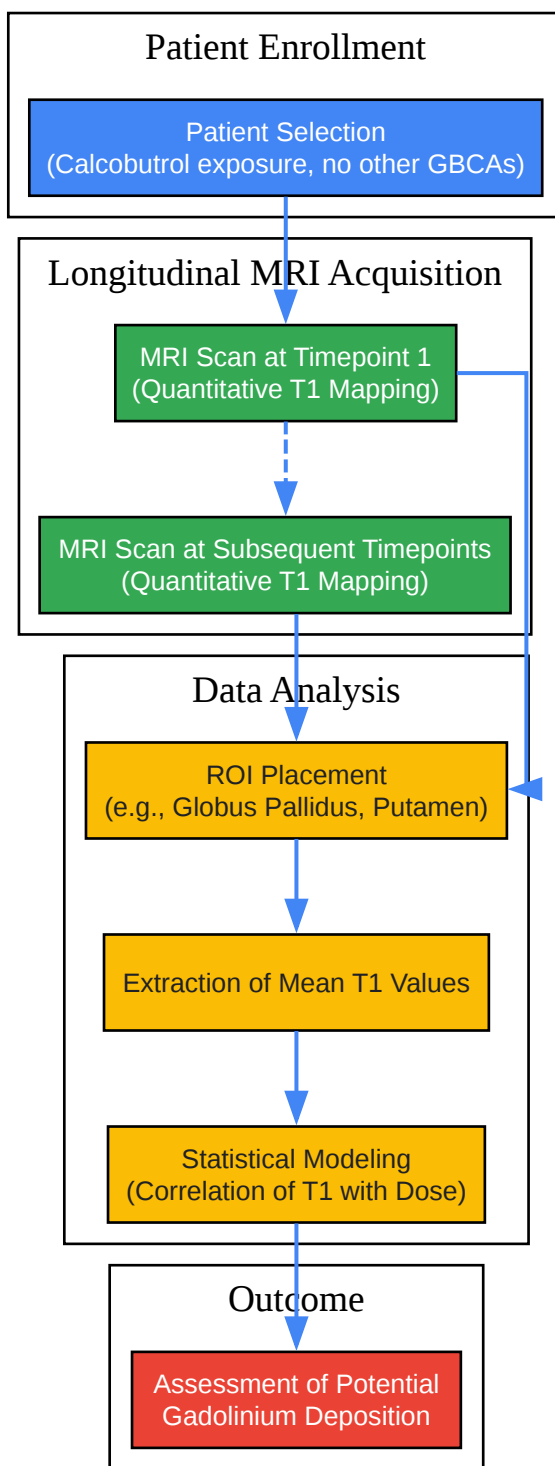 Patient Enrollment
Patient Selection
(Calcobutrol exposure, no other GBCAs)
Longitudinal MRI Acquisition
MRI Scan at Timepoint 1
(Quantitative T1 Mapping)
MRI Scan at Subsequent Timepoints
(Quantitative T1 Mapping)
Data Analysis
ROI Placement
(e.g., Globus Pallidus, Putamen)
Extraction of Mean T1 Values
Statistical Modeling
(Correlation of T1 with Dose)
Outcome
Assessment of Potential
Gadolinium Deposition